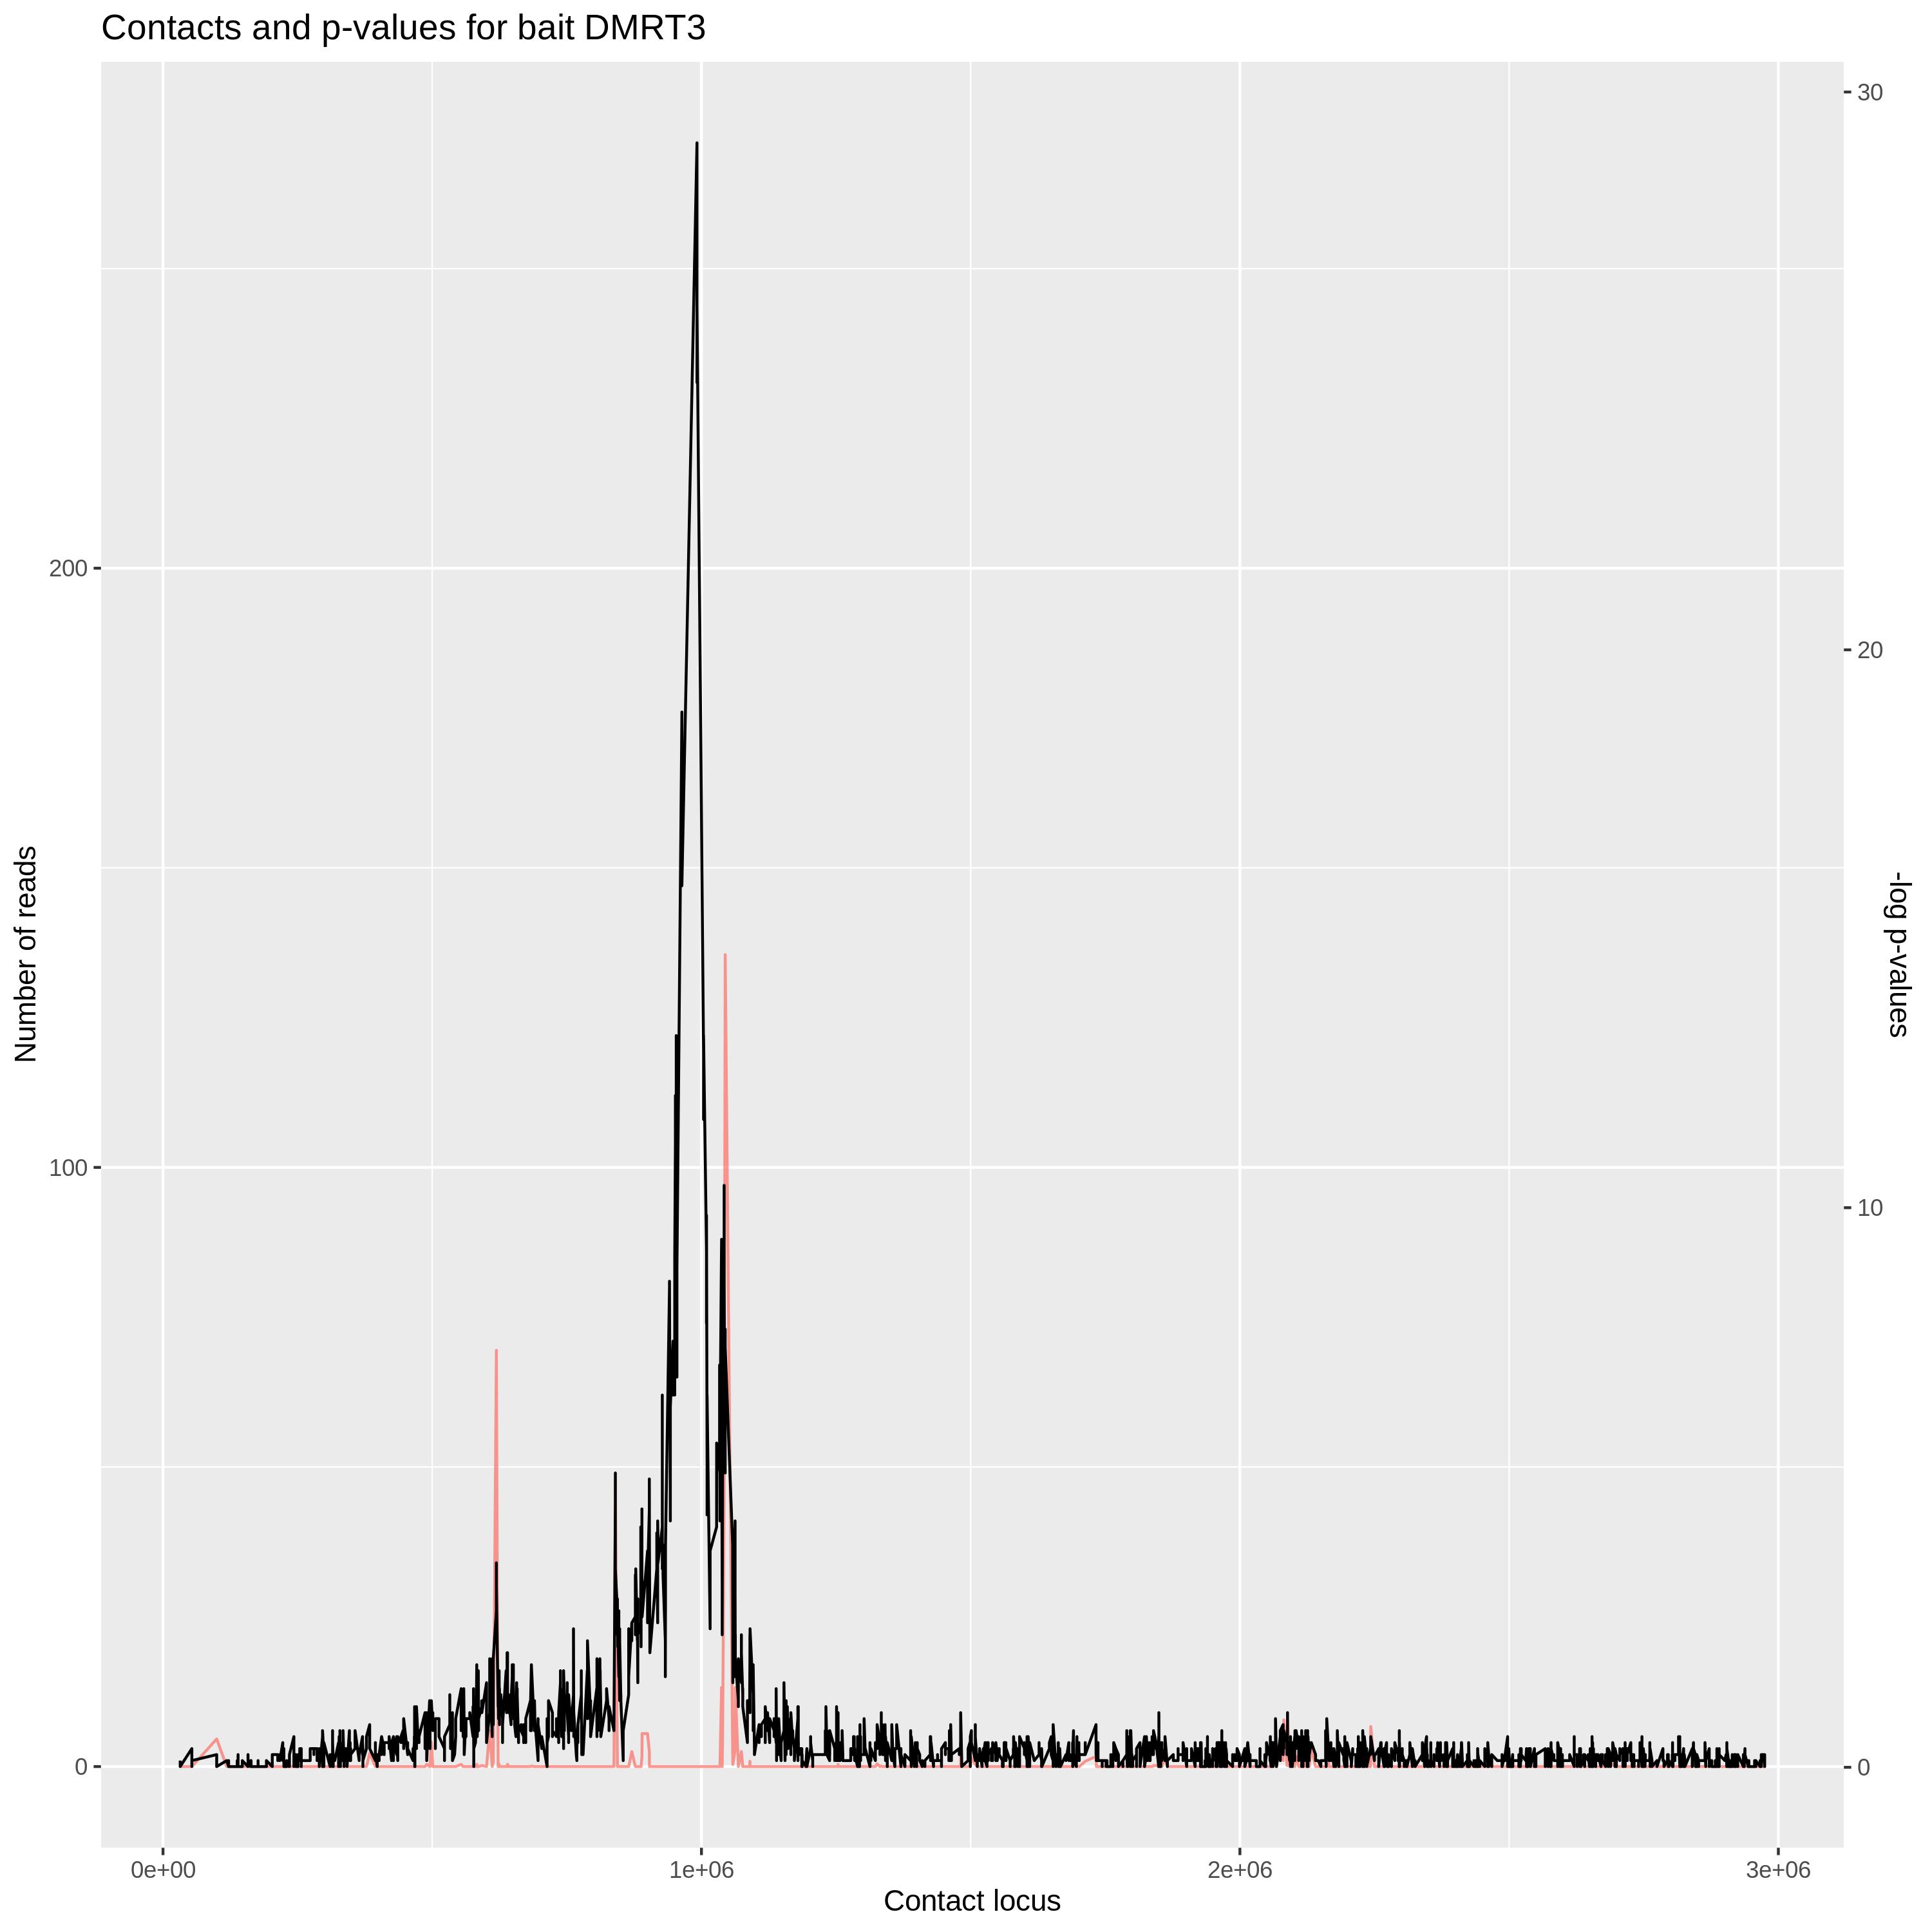 Contacts and p-values for bait DMRT3
Number of reads
200
100
0
30
20
10
0
-log p-values
0e+00
1e+06
2e+06
3e+06
Contact locus